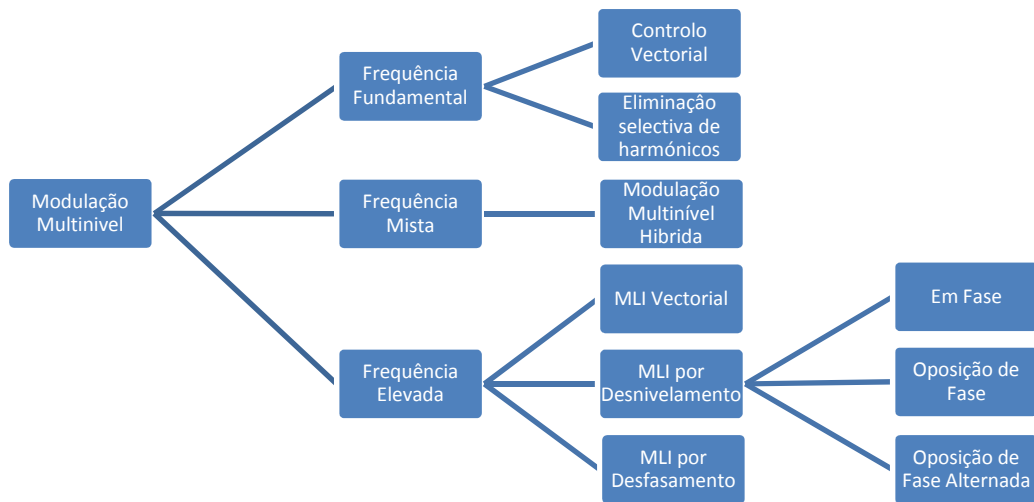 Modulação
Multinivel
Frequência
Fundamental
Controlo
Vectorial
Eliminação
selectiva de
harmónicos
Frequência
Mista
Modulação
Multinível
Hibrida
Frequência
Elevada
MLI Vectorial
MLI por
Desnivelamento
Em Fase
Oposição de
Fase
Oposição de
Fase Alternada
MLI por
Desfasamento